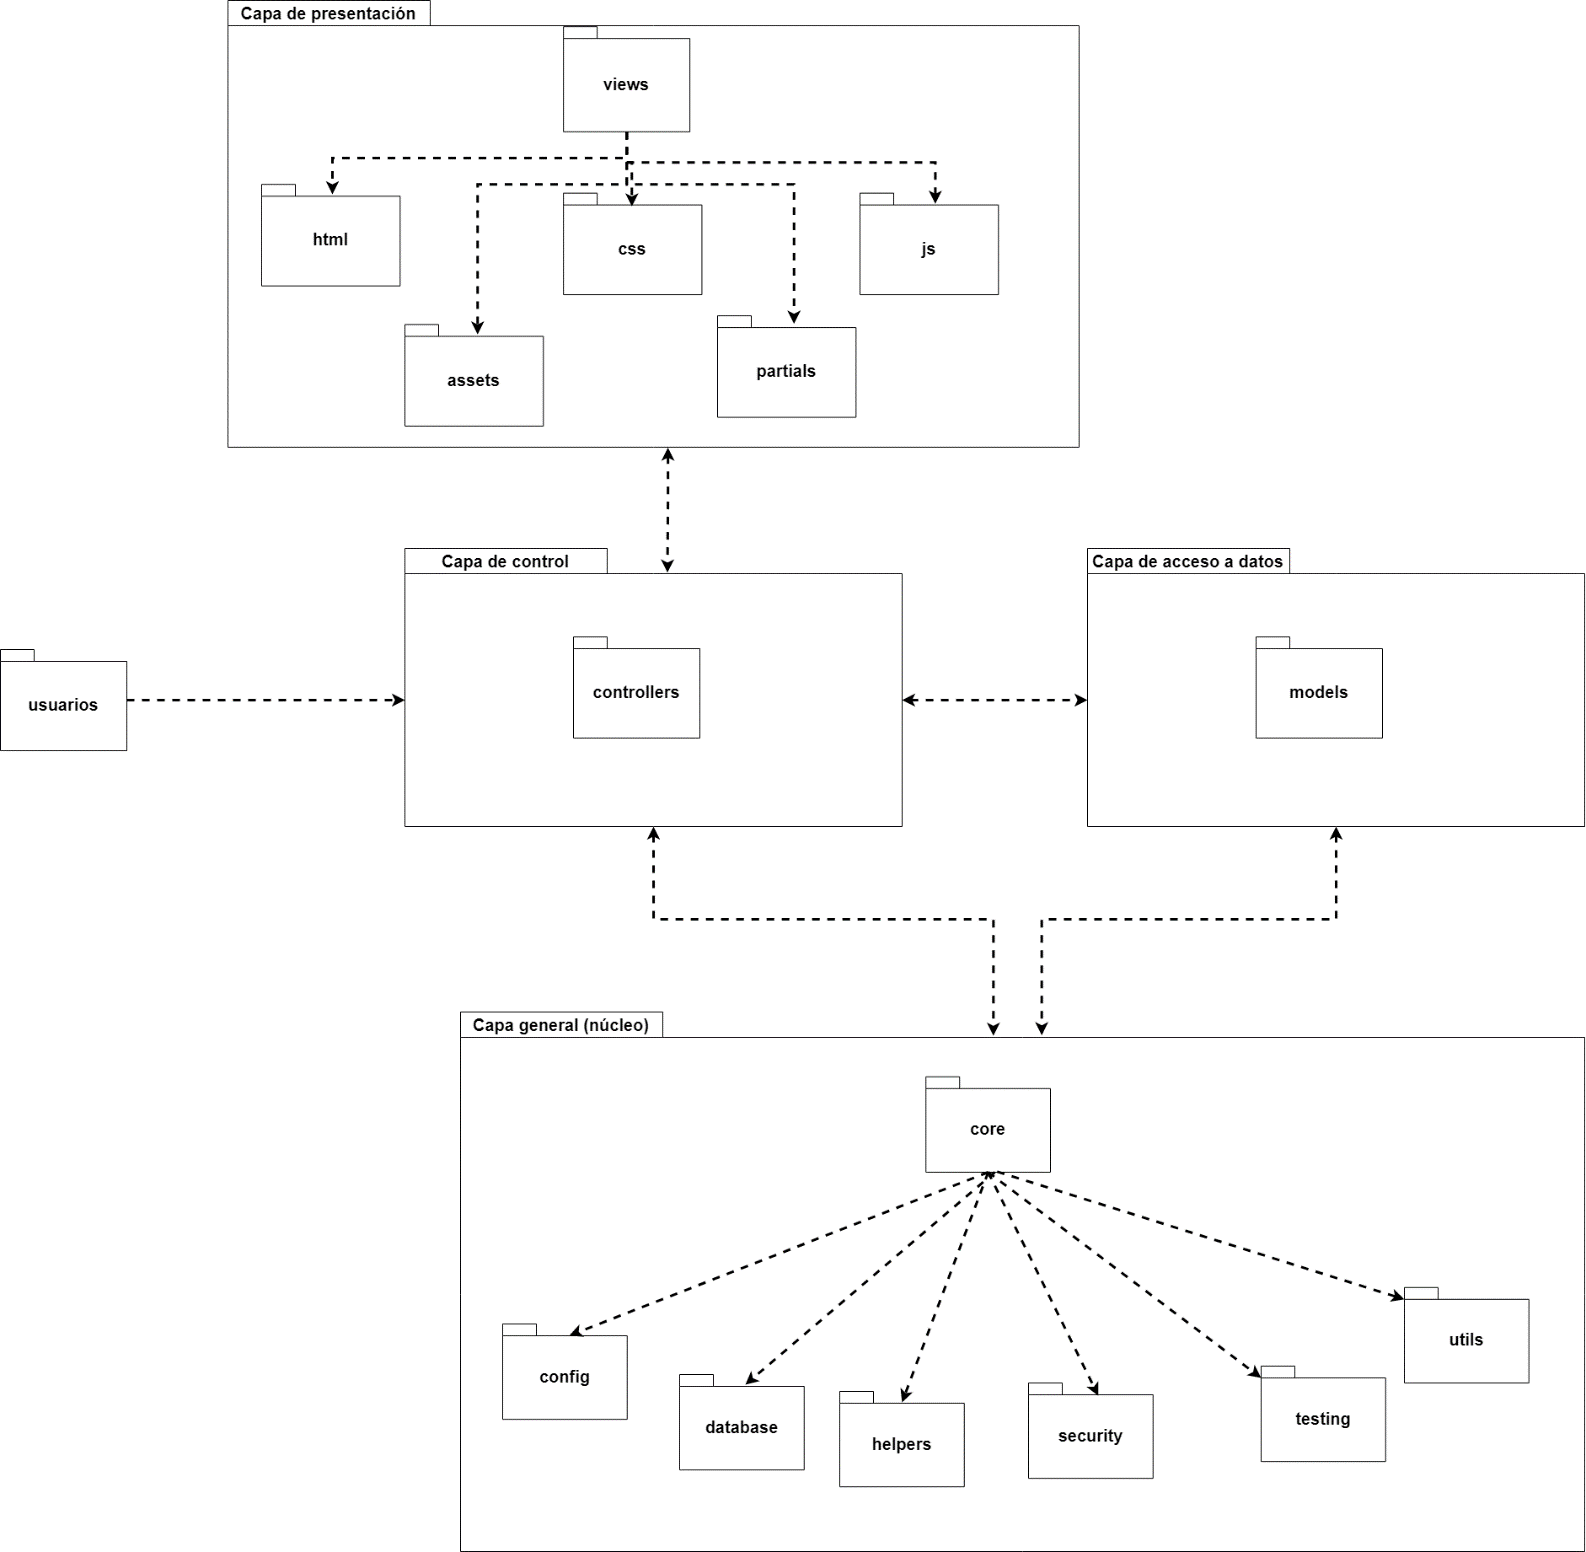 Capa de presentación
views
html
css
js
assets
partials
Capa de control
Capa de acceso a datos
usuarios
controllers
models
Capa general (núcleo)
core
config
database
helpers
security
testing
utils